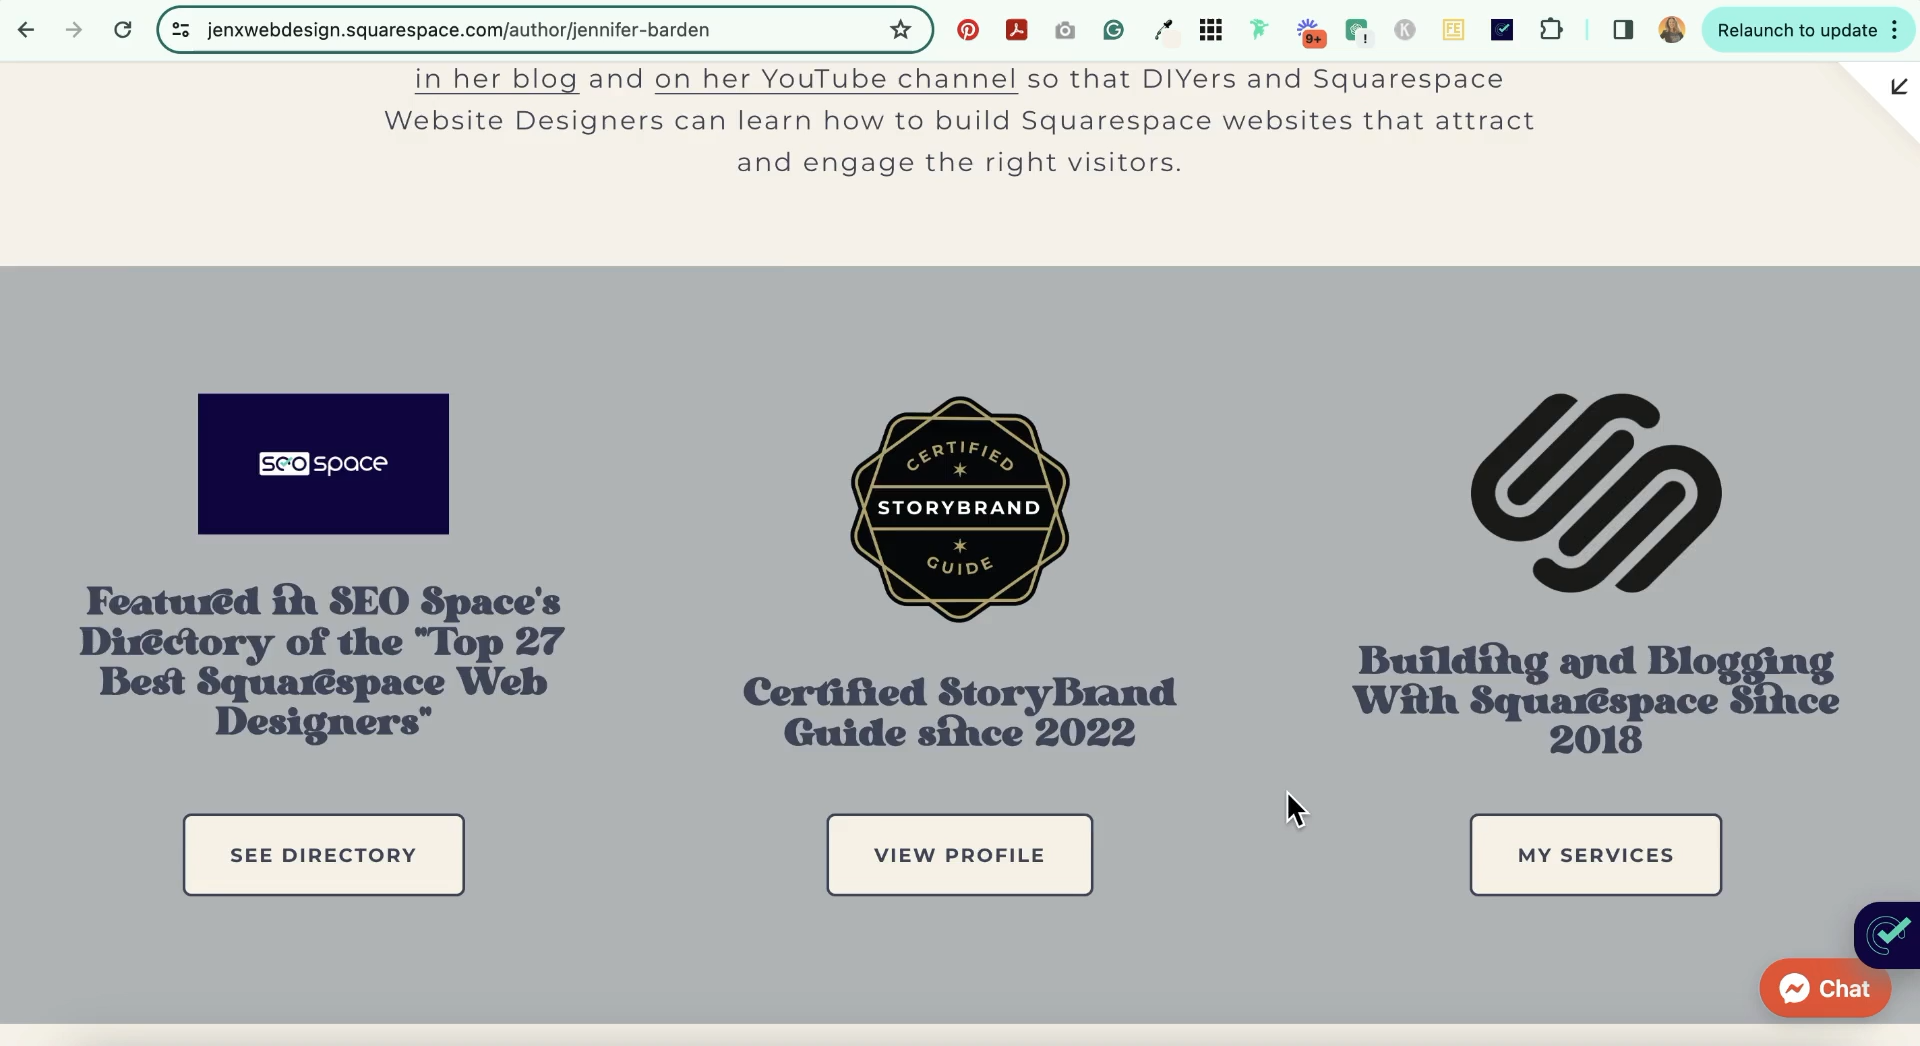 jenxwebdesign.squarespace.com/author/jennifer-barden
9+
!
K
FE
Relaunch to update
in her blog and on her YouTube channel so that DIYers and Squarespace
Website Designers can learn how to build Squarespace websites that attract
and engage the right visitors.
seo space
Featured in SEO Space's
Directory of the "Top 27
Best Squarespace Web
Designers"
SEE DIRECTORY
CERTIFIED
STORYBRAND
GUIDE
Certified StoryBrand
Guide since 2022
VIEW PROFILE
Building and Blogging
With Squarespace Since
2018
MY SERVICES
Chat